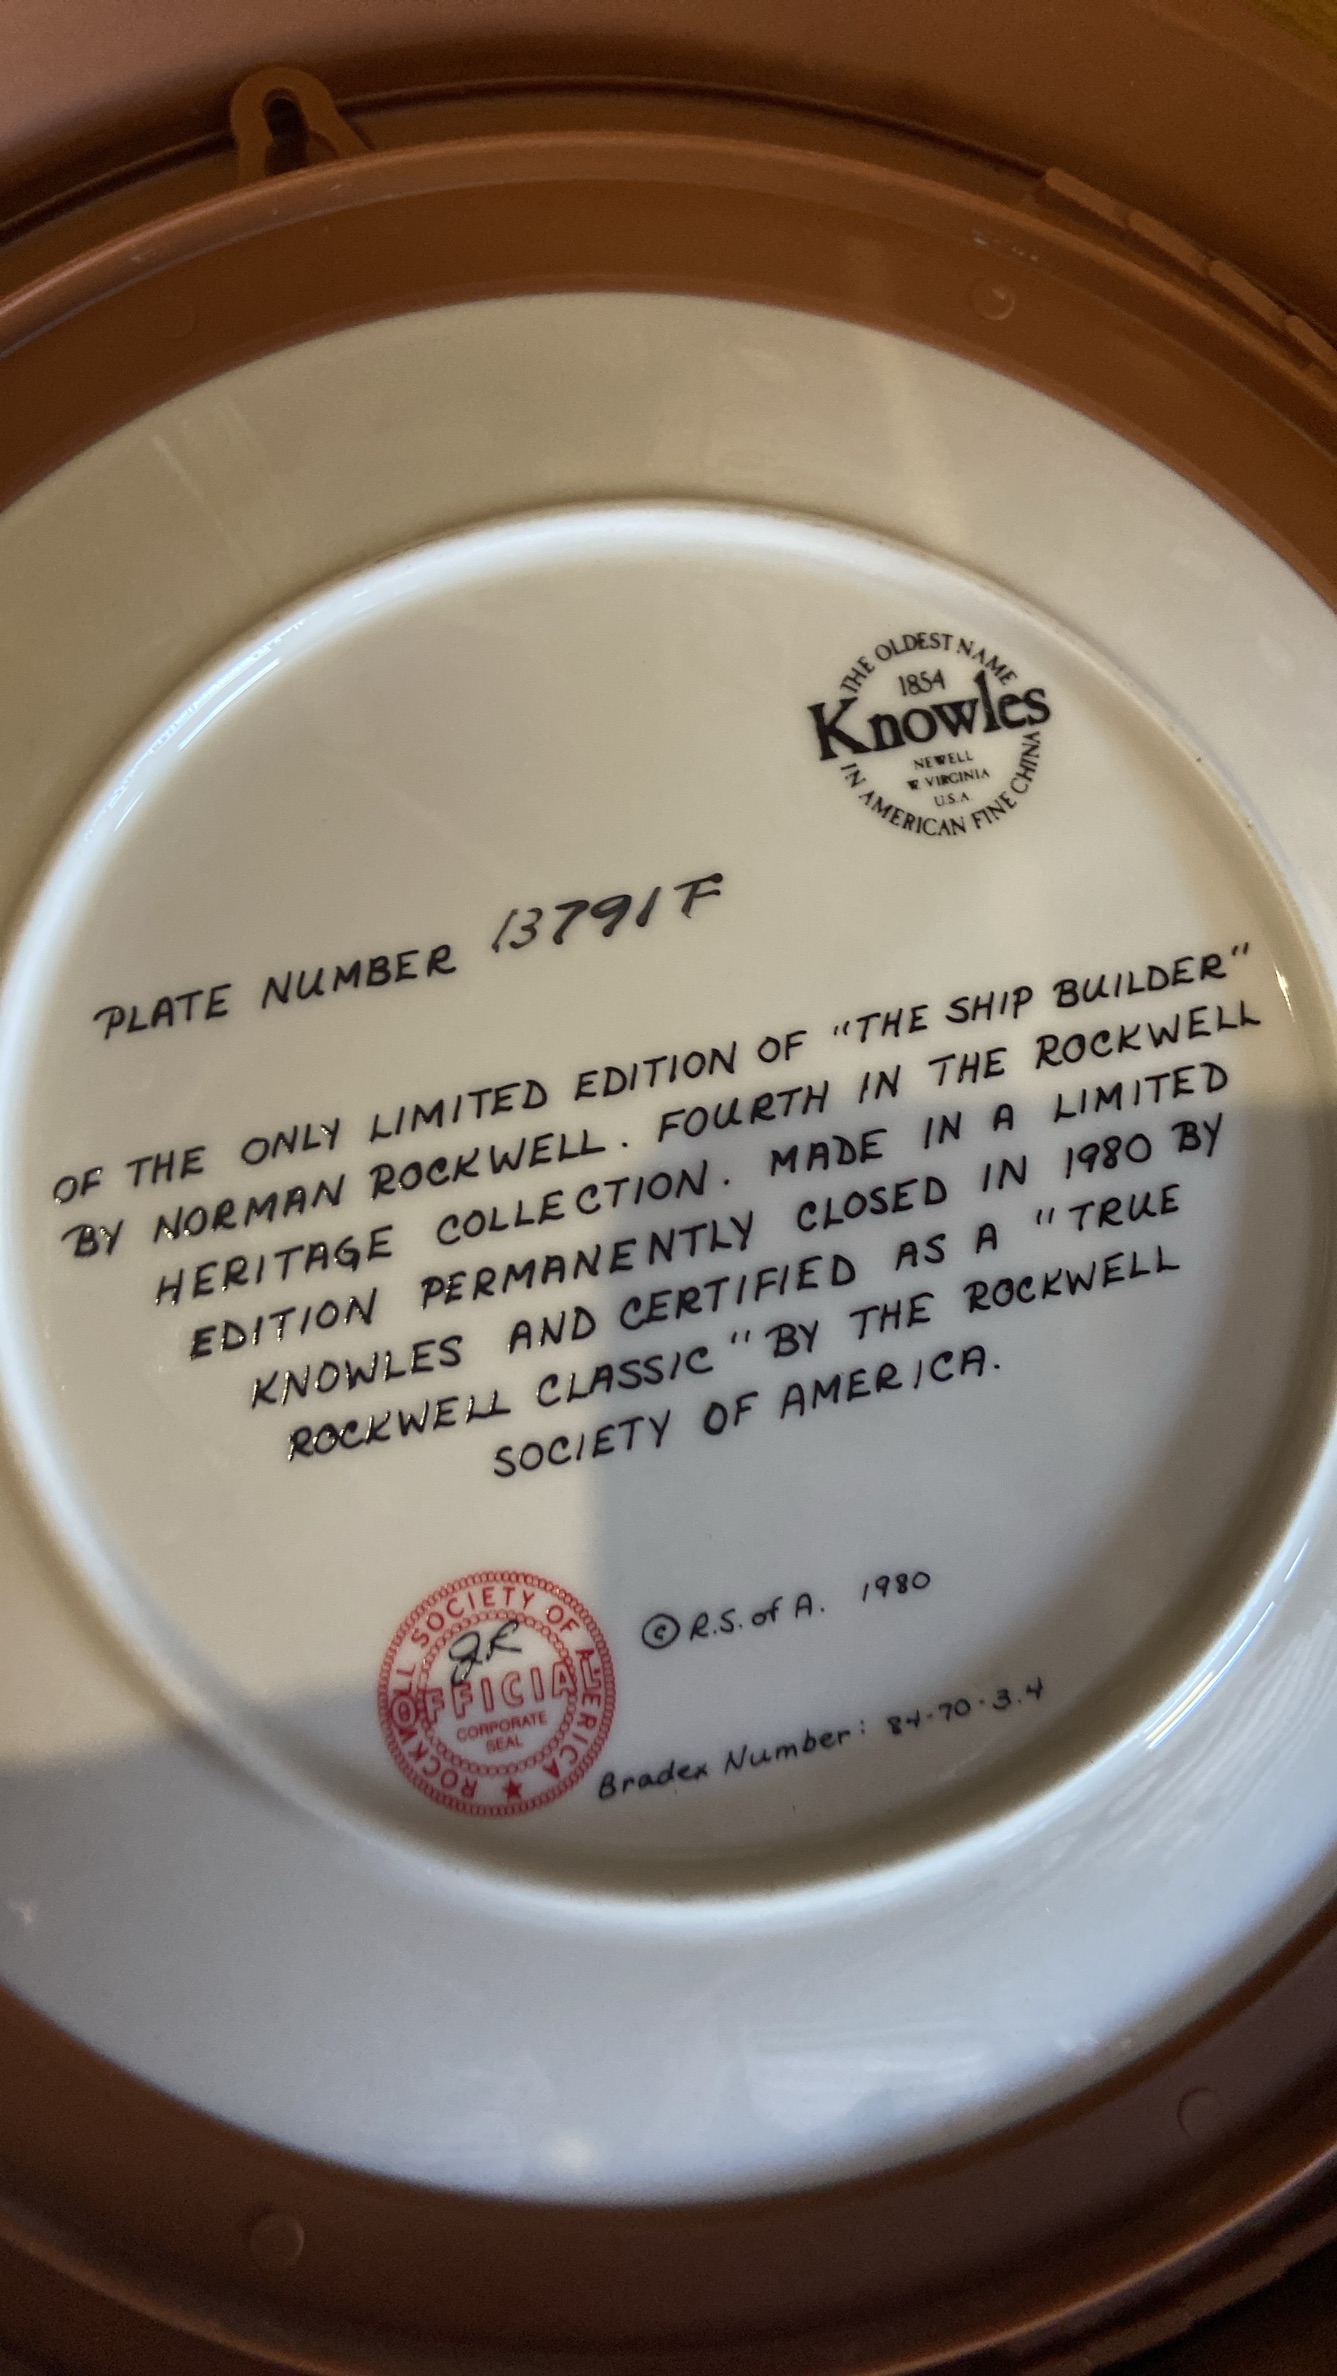 THE OLDEST NAME
1854
Knowles
NEWELL
W. VIRGINIA
U.S.A.
IN AMERICAN FINE CHINA
PLATE NUMBER 13791F
OF THE ONLY LIMITED EDITION OF "THE SHIP BUILDER"
BY NORMAN ROCKWELL. FOURTH IN THE ROCKWELL
HERITAGE COLLECTION. MADE IN A LIMITED
EDITION PERMANENTLY CLOSED IN 1980 BY
KNOWLES AND CERTIFIED AS A "TRUE
ROCKWELL CLASSIC" BY THE ROCKWELL
SOCIETY OF AMERICA.
© R.S. of A. 1980
ROCKWELL SOCIETY OF AMERICA
JR
OFFICIAL
CORPORATE
SEAL
Bradex Number: 84-70-3.4